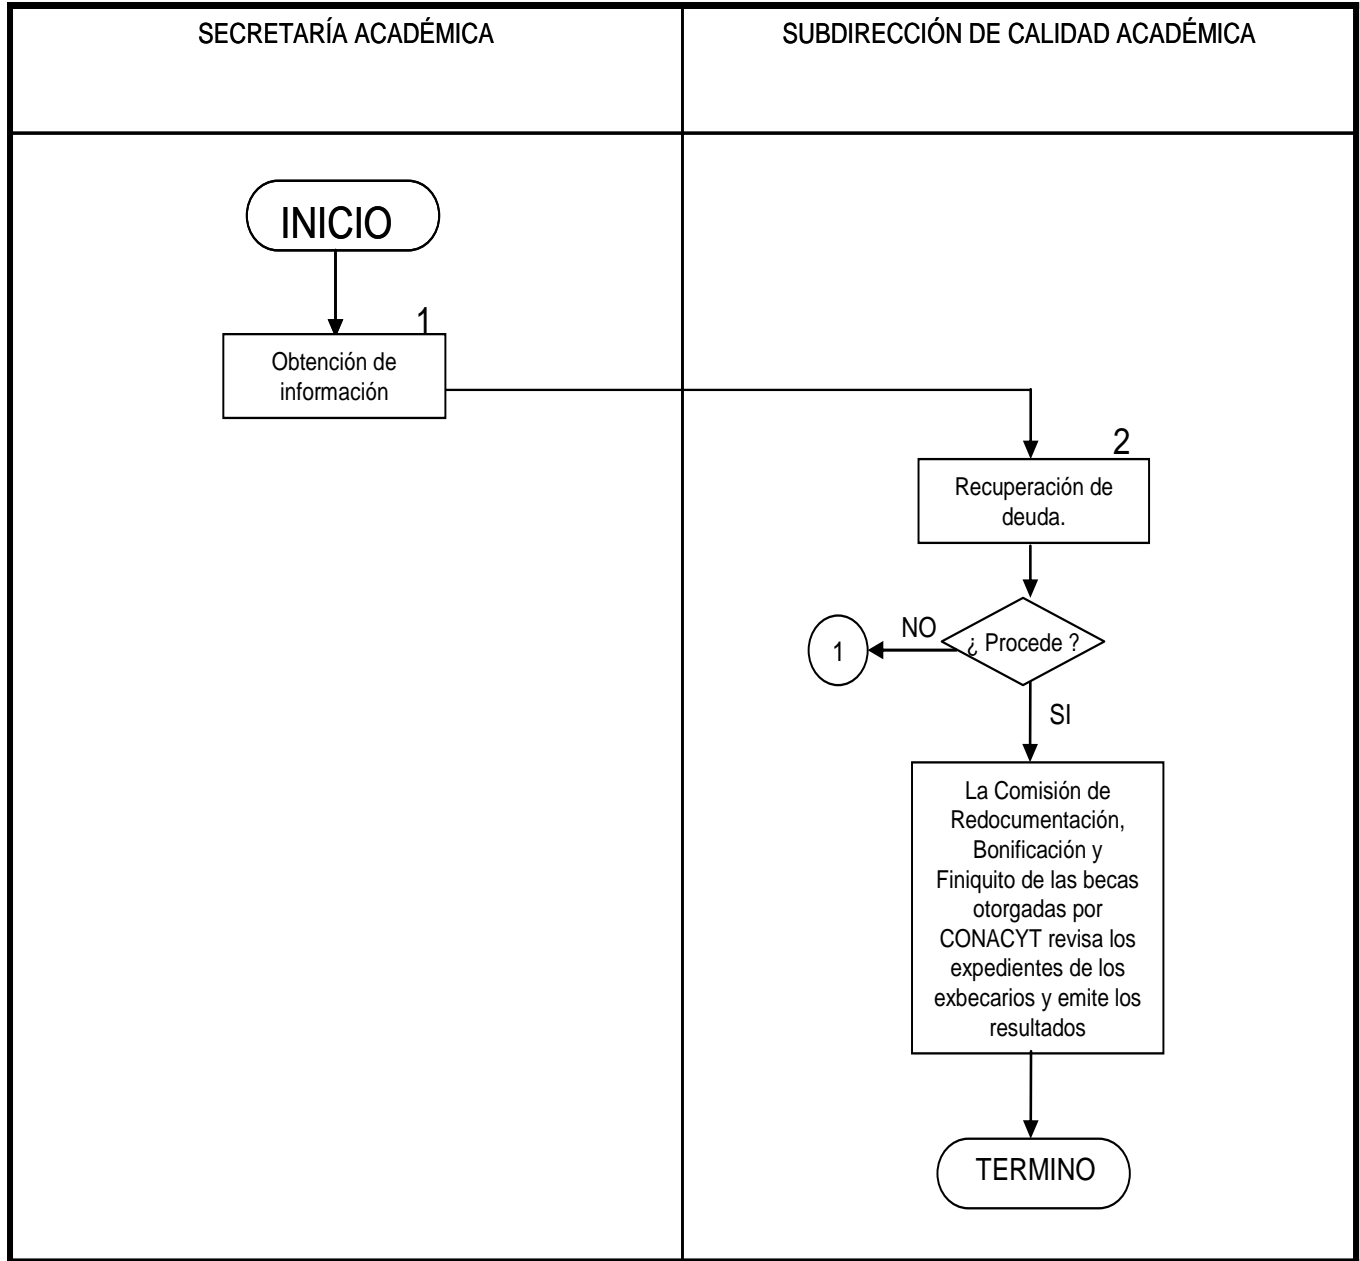 SECRETARÍA ACADÉMICA
SUBDIRECCIÓN DE CALIDAD ACADÉMICA
INICIO
1
Obtención de
información
2
Recuperación de
deuda.
¿ Procede ?
NO
1
SI
La Comisión de
Redocumentación,
Bonificación y
Finiquito de las becas
otorgadas por
CONACYT revisa los
expedientes de los
exbecarios y emite los
resultados
TERMINO